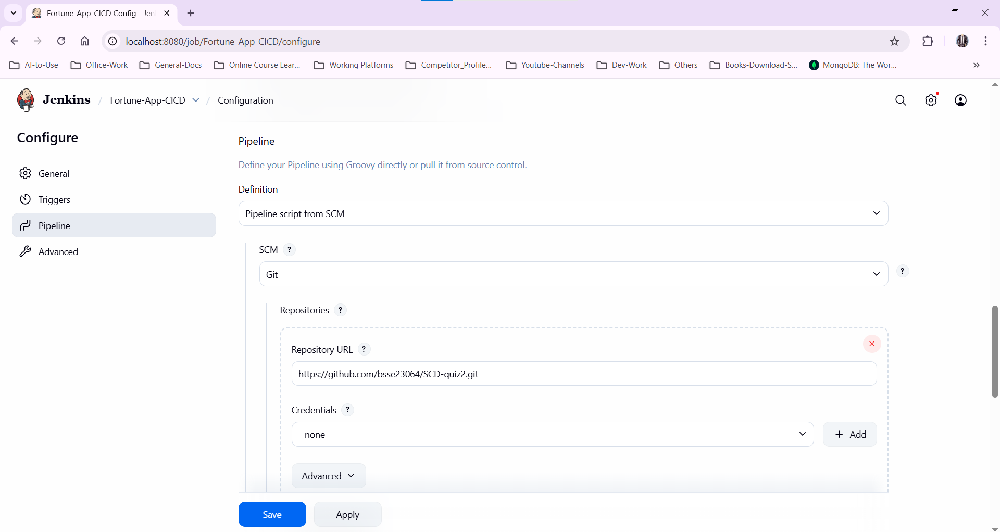 Fortune-App-CICD Config - Jen
localhost:8080/job/Fortune-App-CICD/configure
AI-to-Use Office-Work General-Docs Online Course Lear... Working Platforms Competitor_Profile... Youtube-Channels Dev-Work Others Books-Download-S... MongoDB: The Wor... »
Jenkins / Fortune-App-CICD / Configuration
Configure
General
Triggers
Pipeline
Advanced
Pipeline
Define your Pipeline using Groovy directly or pull it from source control.
Definition
Pipeline script from SCM
SCM ?
Git
?
Repositories ?
Repository URL ?
https://github.com/bsse23064/SCD-quiz2.git
Credentials ?
- none -
+ Add
Advanced
Save Apply